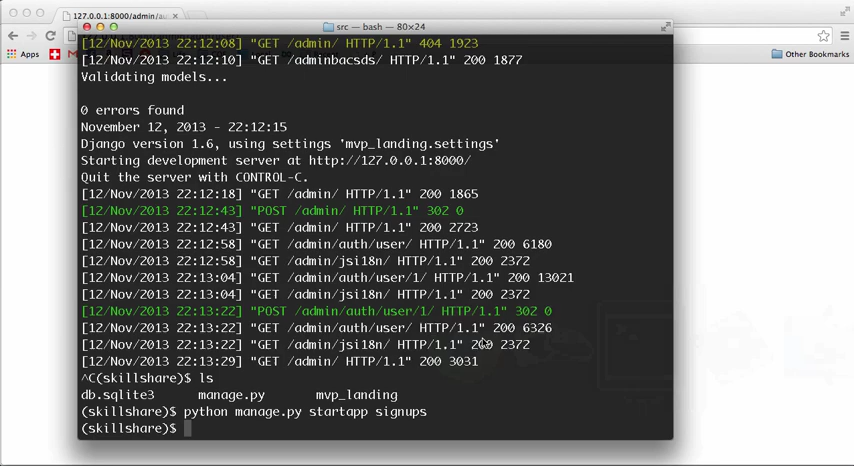 127.0.0.1:8000/admin/au
src — bash — 80×24
Apps
Other Bookmarks
[12/Nov/2013 22:12:08] "GET /admin/ HTTP/1.1" 404 1923
[12/Nov/2013 22:12:10] "GET /adminbacsds/ HTTP/1.1" 200 1877
Validating models...
0 errors found
November 12, 2013 - 22:12:15
Django version 1.6, using settings 'mvp_landing.settings'
Starting development server at http://127.0.0.1:8000/
Quit the server with CONTROL-C.
[12/Nov/2013 22:12:18] "GET /admin/ HTTP/1.1" 200 1865
[12/Nov/2013 22:12:43] "POST /admin/ HTTP/1.1" 302 0
[12/Nov/2013 22:12:43] "GET /admin/ HTTP/1.1" 200 2723
[12/Nov/2013 22:12:58] "GET /admin/auth/user/ HTTP/1.1" 200 6180
[12/Nov/2013 22:12:58] "GET /admin/jsi18n/ HTTP/1.1" 200 2372
[12/Nov/2013 22:13:04] "GET /admin/auth/user/1/ HTTP/1.1" 200 13021
[12/Nov/2013 22:13:04] "GET /admin/jsi18n/ HTTP/1.1" 200 2372
[12/Nov/2013 22:13:22] "POST /admin/auth/user/1/ HTTP/1.1" 302 0
[12/Nov/2013 22:13:22] "GET /admin/auth/user/ HTTP/1.1" 200 6326
[12/Nov/2013 22:13:22] "GET /admin/jsi18n/ HTTP/1.1" 200 2372
[12/Nov/2013 22:13:29] "GET /admin/ HTTP/1.1" 200 3031
^C(skillshare)$ ls
db.sqlite3 manage.py mvp_landing
(skillshare)$ python manage.py startapp signups
(skillshare)$